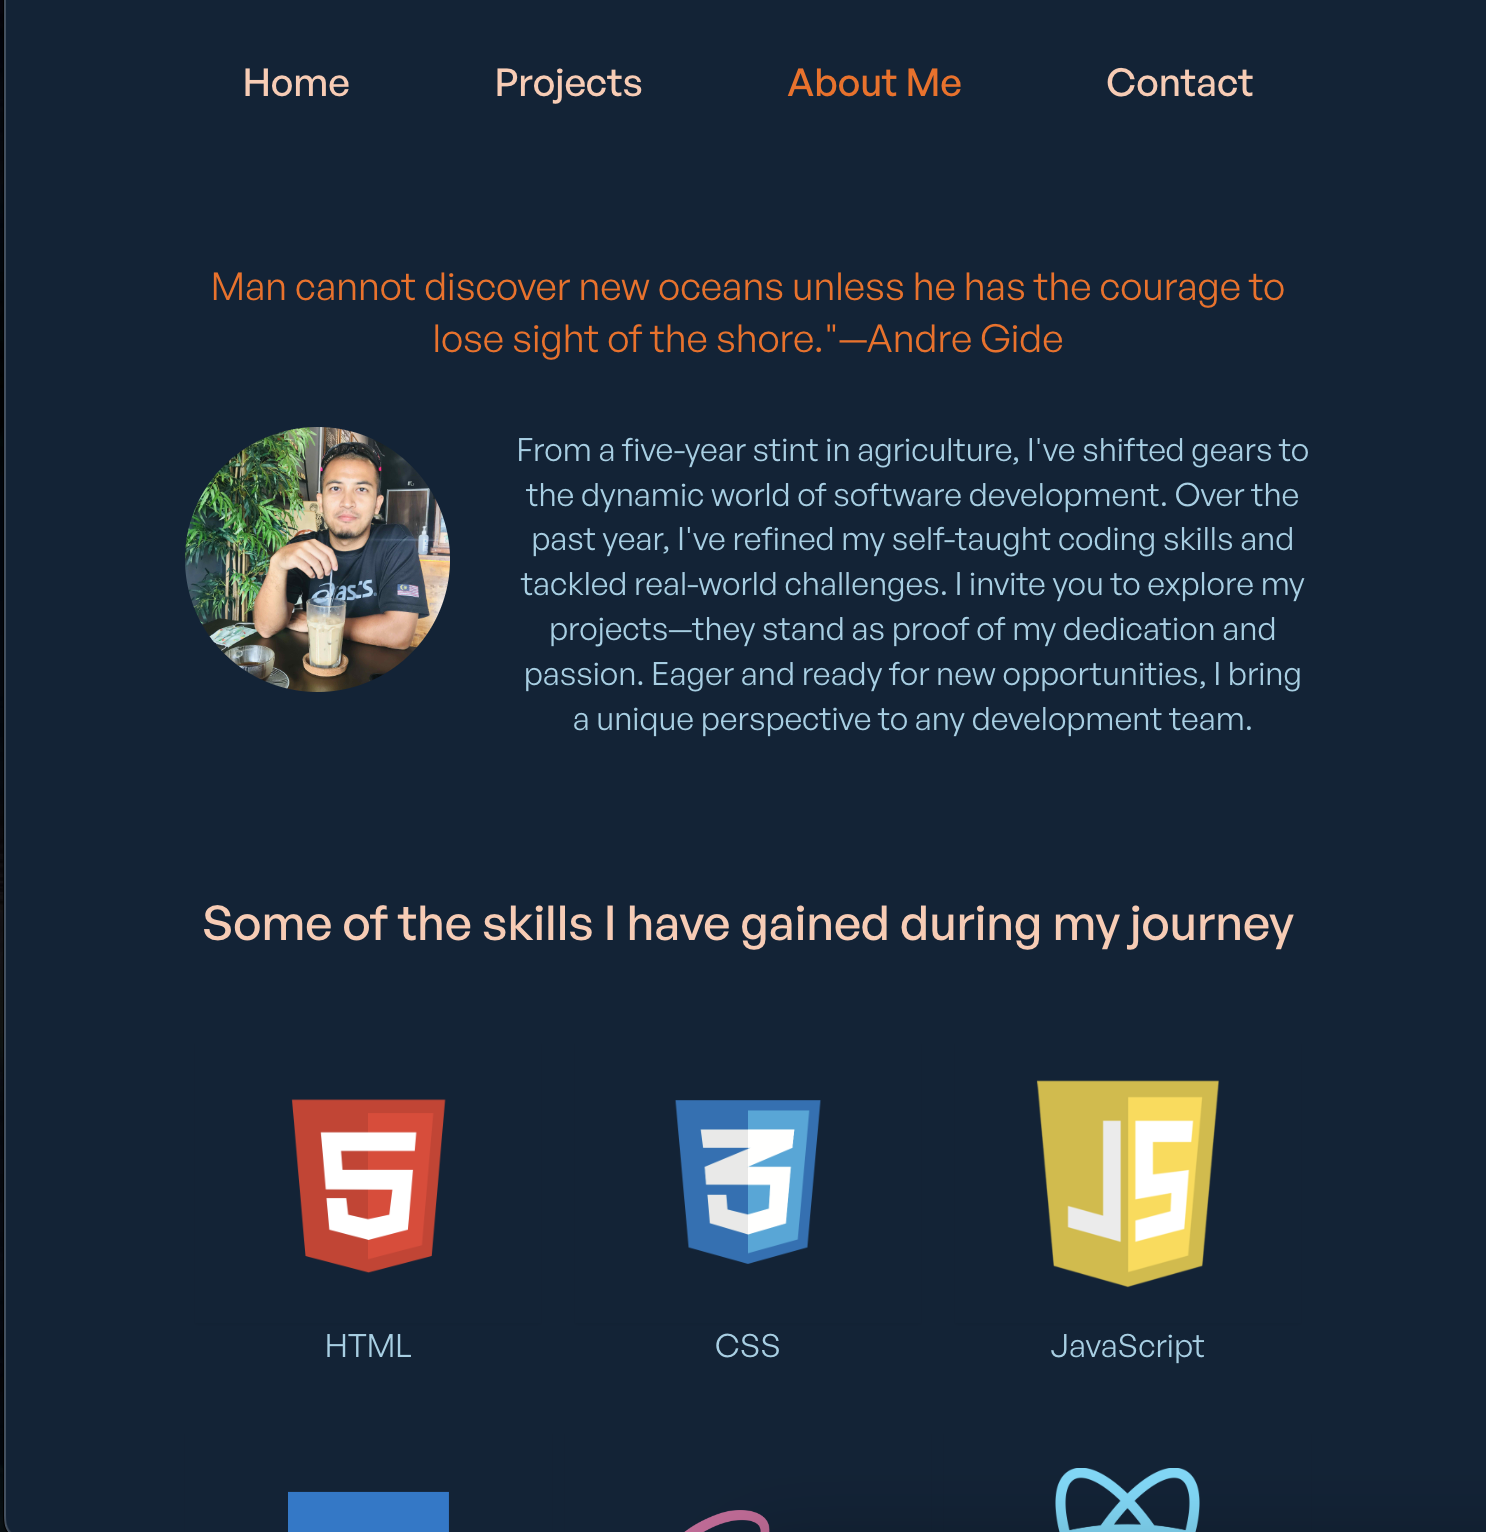 Home Projects About Me Contact
Man cannot discover new oceans unless he has the courage to
lose sight of the shore."—Andre Gide
From a five-year stint in agriculture, I've shifted gears to
the dynamic world of software development. Over the
past year, I've refined my self-taught coding skills and
tackled real-world challenges. I invite you to explore my
projects—they stand as proof of my dedication and
passion. Eager and ready for new opportunities, I bring
a unique perspective to any development team.
asics
Some of the skills I have gained during my journey
5 3 JS
HTML CSS JavaScript